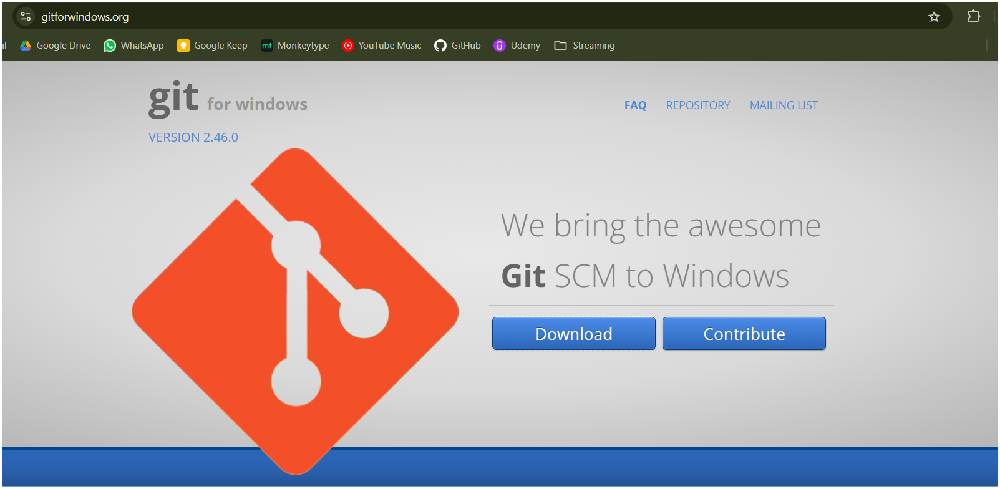 gitforwindows.org
il Google Drive WhatsApp Google Keep mt Monkeytype YouTube Music GitHub Udemy Streaming
git for windows
FAQ REPOSITORY MAILING LIST
VERSION 2.46.0
We bring the awesome
Git SCM to Windows
Download Contribute